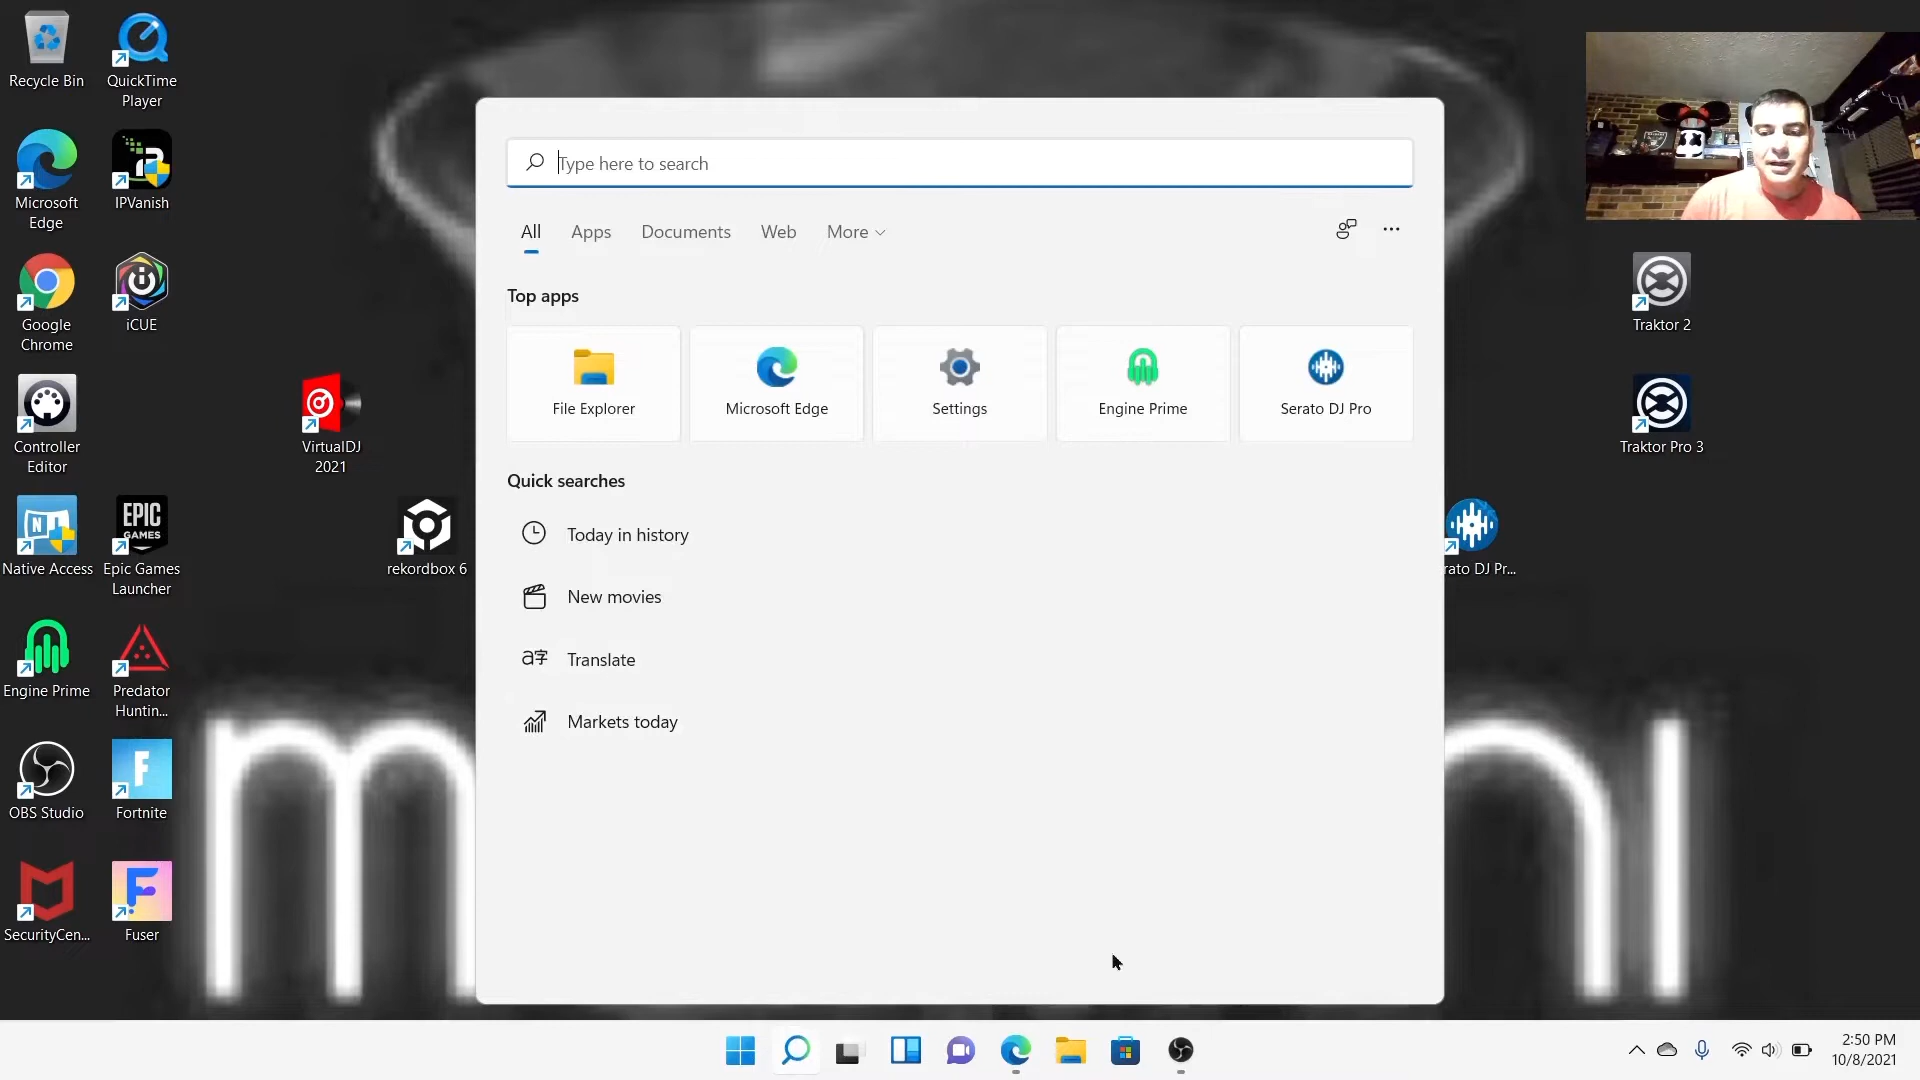 Recycle Bin
QuickTime
Player
Microsoft
Edge
IPVanish
Google
Chrome
iCUE
Controller
Editor
Native Access
EPIC
GAMES
Epic Games
Launcher
Engine Prime
Predator
Huntin...
OBS Studio
Fortnite
SecurityCen...
Fuser
VirtualDJ
2021
rekordbox 6
Type here to search
All
Apps
Documents
Web
More
Top apps
File Explorer
Microsoft Edge
Settings
Engine Prime
Serato DJ Pro
Quick searches
Today in history
New movies
Translate
Markets today
Traktor 2
Traktor Pro 3
rato DJ Pr...
m
2:50 PM
10/8/2021